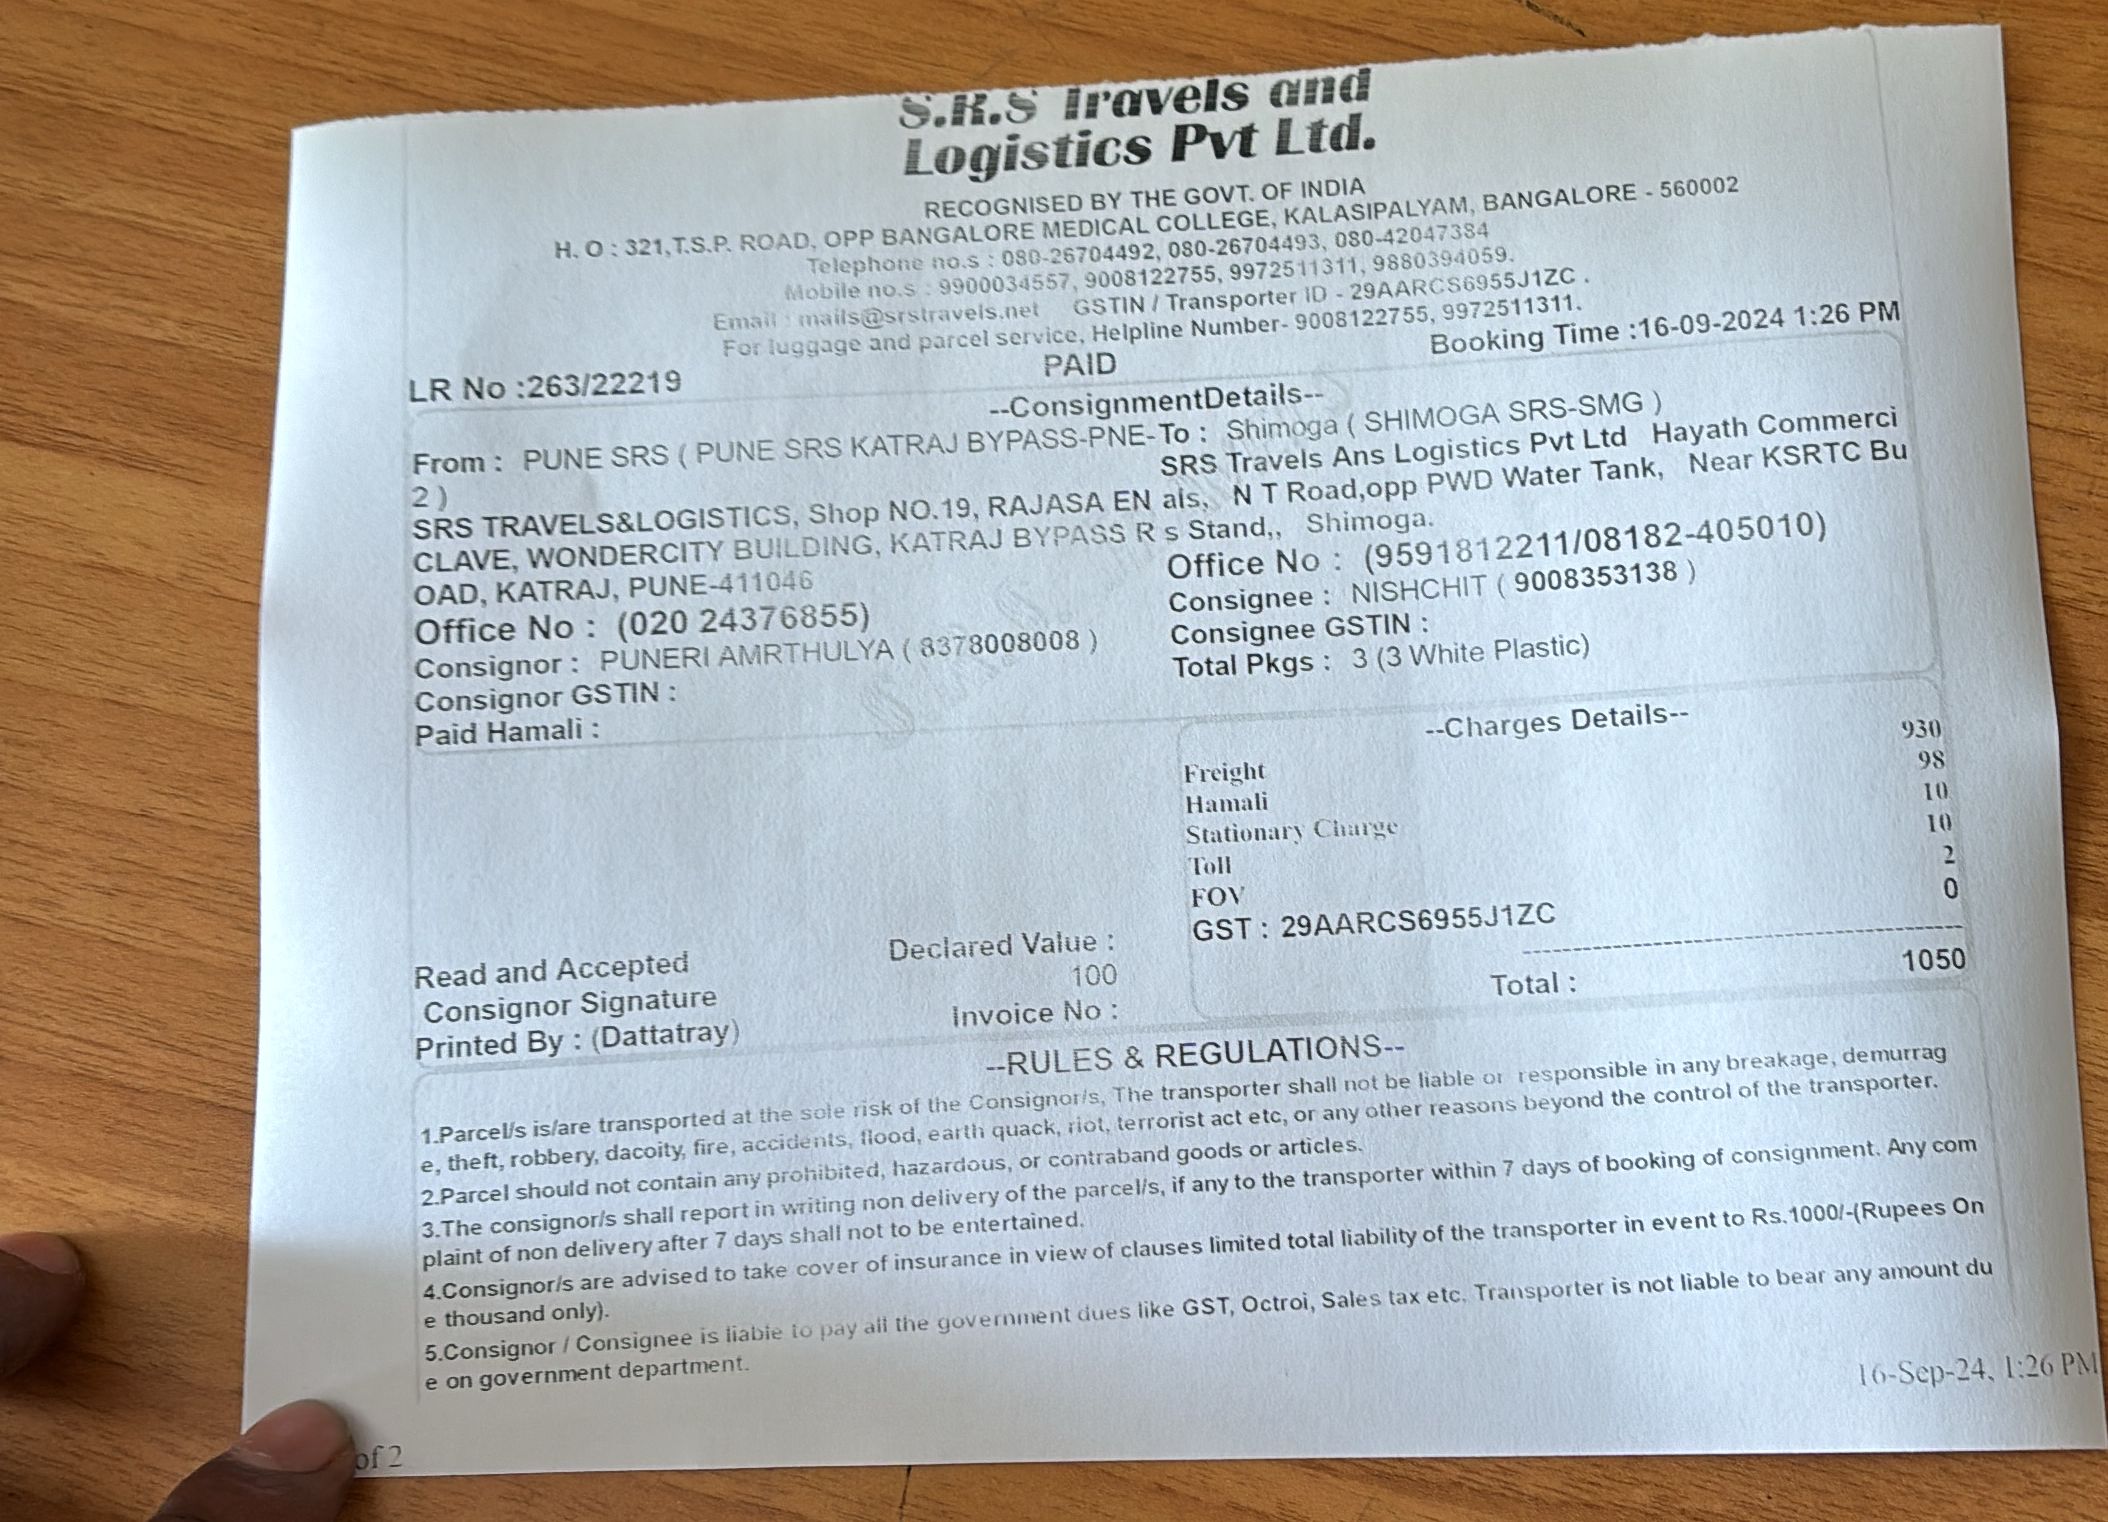 S.R.S Travels and
Logistics Pvt Ltd.
RECOGNISED BY THE GOVT. OF INDIA
H. O : 321,T.S.P. ROAD, OPP BANGALORE MEDICAL COLLEGE, KALASIPALYAM, BANGALORE - 560002
Telephone no.s : 080-26704492, 080-26704493, 080-42047384
Mobile no.s : 9900034557, 9008122755, 9972511311, 9880394059.
Email : mails@srstravels.net GSTIN / Transporter ID - 29AARCS6955J1ZC .
For luggage and parcel service, Helpline Number- 9008122755, 9972511311.
LR No :263/22219
PAID
Booking Time :16-09-2024 1:26 PM
--ConsignmentDetails--
From : PUNE SRS ( PUNE SRS KATRAJ BYPASS-PNE-
2 )
SRS TRAVELS&LOGISTICS, Shop NO.19, RAJASA EN
CLAVE, WONDERCITY BUILDING, KATRAJ BYPASS R
OAD, KATRAJ, PUNE-411046
Office No : (020 24376855)
Consignor : PUNERI AMRTHULYA ( 8378008008 )
Consignor GSTIN :
Paid Hamali :
To : Shimoga ( SHIMOGA SRS-SMG )
SRS Travels Ans Logistics Pvt Ltd Hayath Commerci
als, N T Road,opp PWD Water Tank, Near KSRTC Bu
s Stand,, Shimoga.
Office No : (9591812211/08182-405010)
Consignee : NISHCHIT ( 9008353138 )
Consignee GSTIN :
Total Pkgs : 3 (3 White Plastic)
--Charges Details--
Freight 930
Hamali 98
Stationary Charge 10
Toll 10
FOV 2
GST : 29AARCS6955J1ZC 0
Total : 1050
Read and Accepted
Consignor Signature
Printed By : (Dattatray)
Declared Value :
100
Invoice No :
--RULES & REGULATIONS--
1.Parcel/s is/are transported at the sole risk of the Consignor/s, The transporter shall not be liable or responsible in any breakage, demurrag
e, theft, robbery, dacoity, fire, accidents, flood, earth quack, riot, terrorist act etc, or any other reasons beyond the control of the transporter.
2.Parcel should not contain any prohibited, hazardous, or contraband goods or articles.
3.The consignor/s shall report in writing non delivery of the parcel/s, if any to the transporter within 7 days of booking of consignment. Any com
plaint of non delivery after 7 days shall not to be entertained.
4.Consignor/s are advised to take cover of insurance in view of clauses limited total liability of the transporter in event to Rs.1000/-(Rupees On
e thousand only).
5.Consignor / Consignee is liable to pay all the government dues like GST, Octroi, Sales tax etc. Transporter is not liable to bear any amount du
e on government department.
of 2
16-Sep-24, 1:26 PM